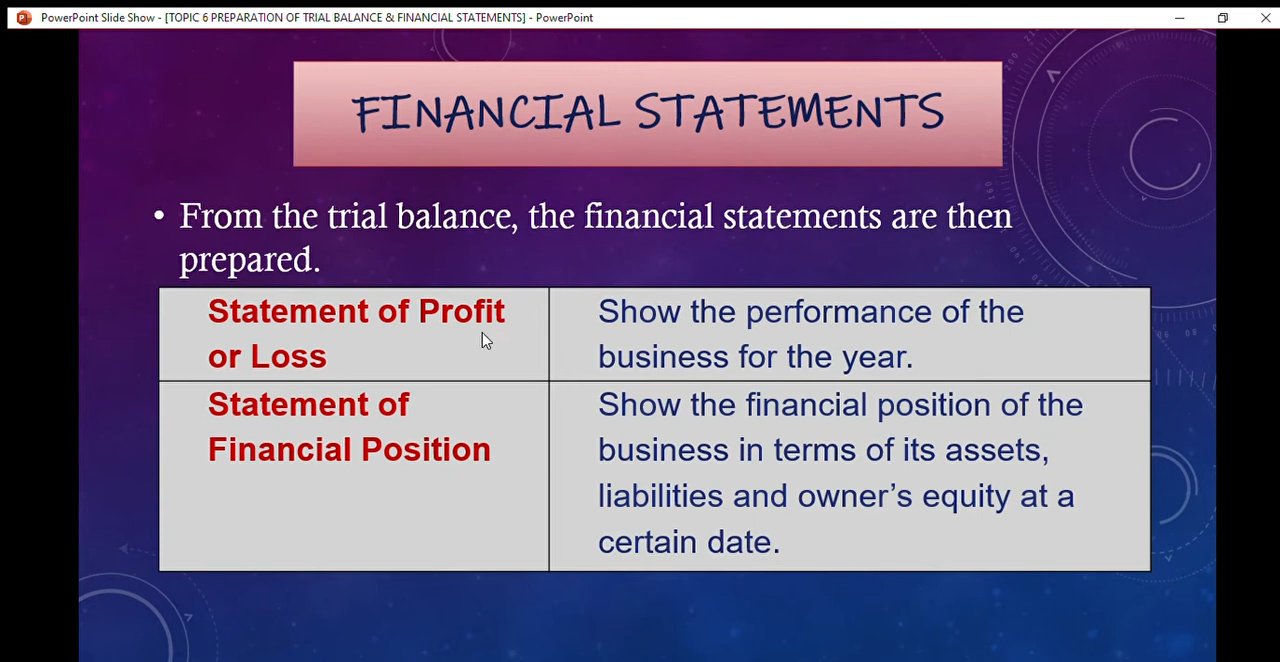 PowerPoint Slide Show - [TOPIC 6 PREPARATION OF TRIAL BALANCE & FINANCIAL STATEMENTS] - PowerPoint
FINANCIAL STATEMENTS
• From the trial balance, the financial statements are then
prepared.
Statement of Profit
or Loss
Show the performance of the
business for the year.
Statement of
Financial Position
Show the financial position of the
business in terms of its assets,
liabilities and owner’s equity at a
certain date.